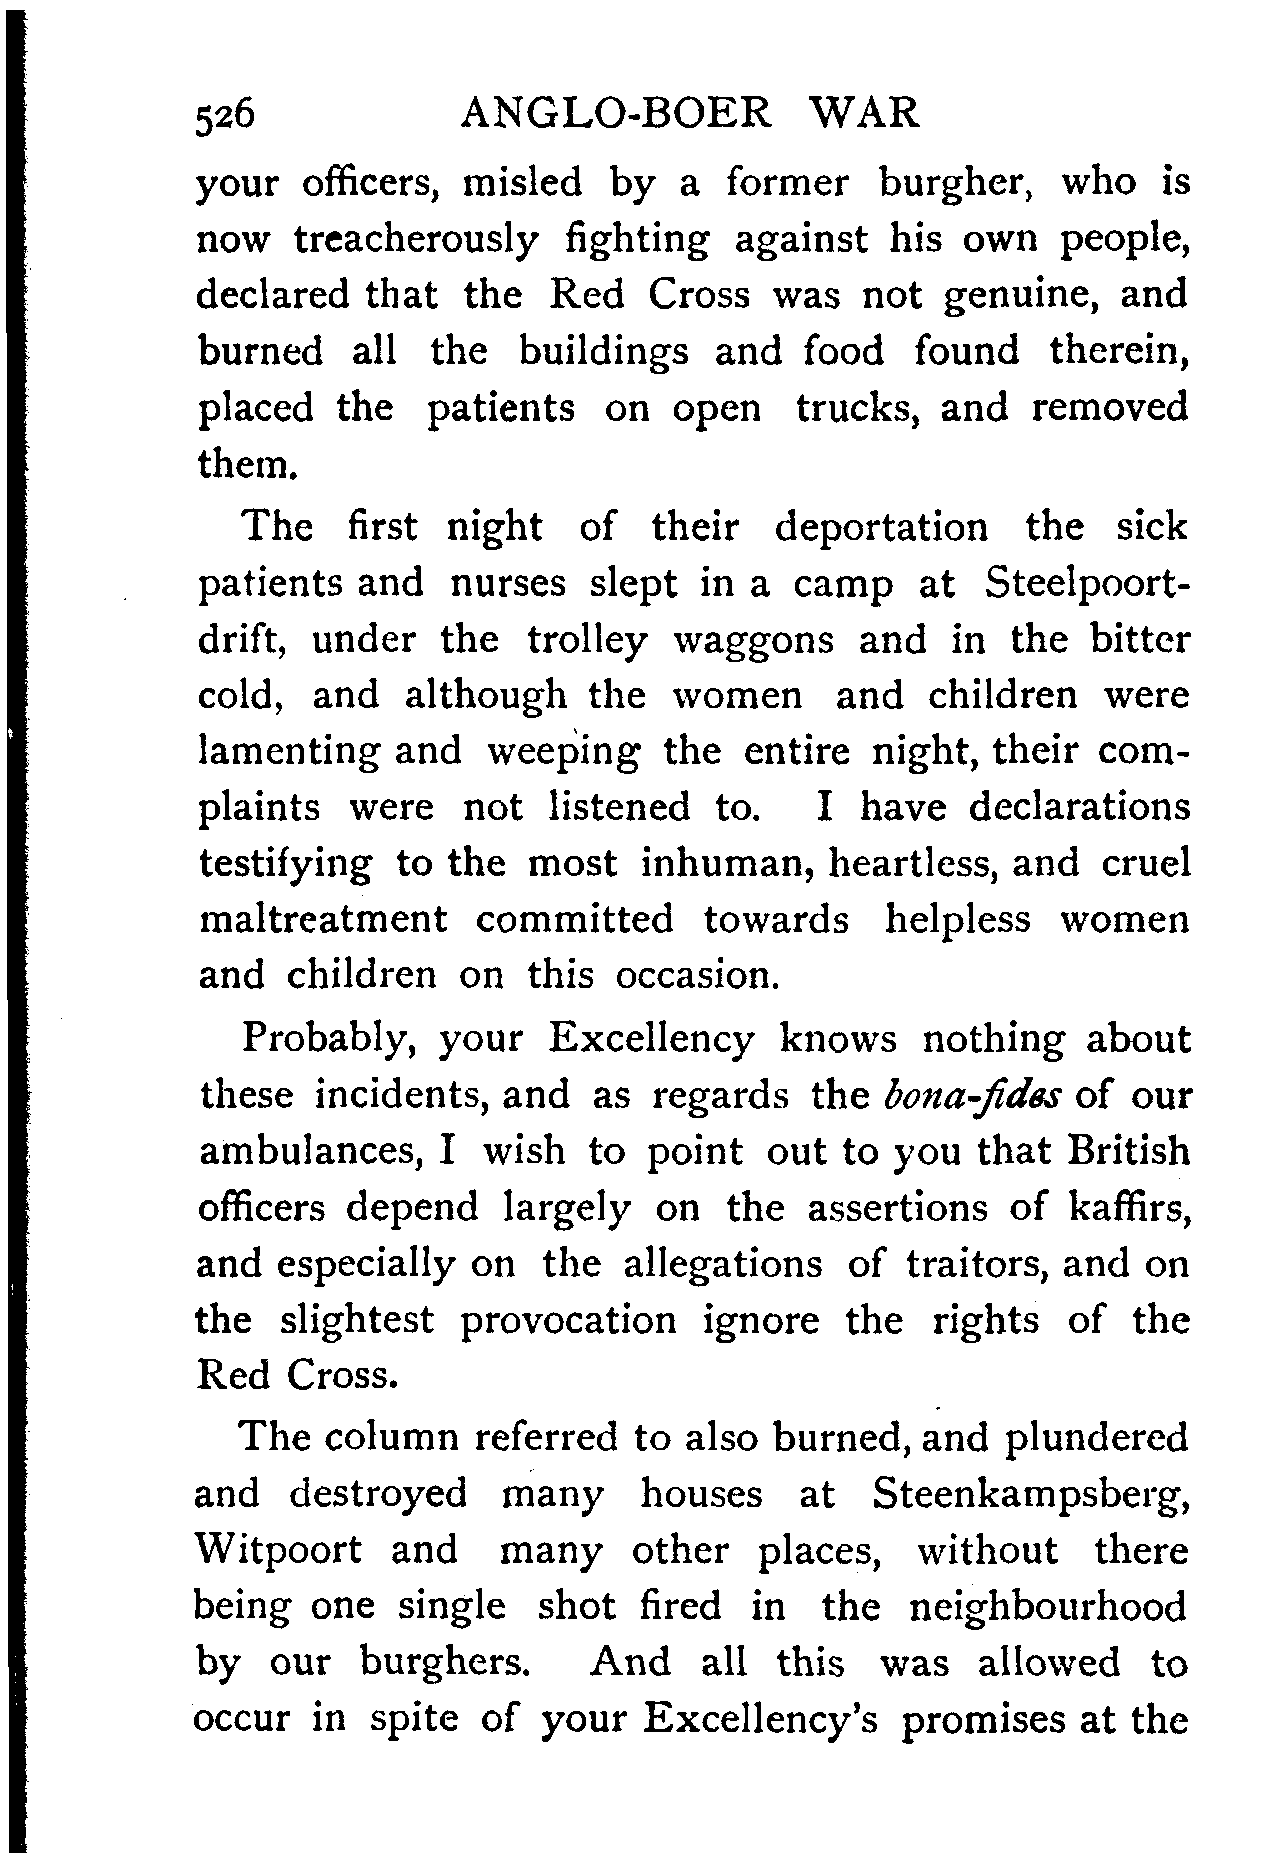 526 ANGLO-BOER WAR
your officers, misled by a former burgher, who is
now treacherously fighting against his own people,
declared that the Red Cross was not genuine, and
burned all the buildings and food found therein,
placed the patients on open trucks, and removed
them.
The first night of their deportation the sick
patients and nurses slept in a camp at Steelpoort-
drift, under the trolley waggons and in the bitter
cold, and although the women and children were
lamenting and weeping the entire night, their com-
plaints were not listened to. I have declarations
testifying to the most inhuman, heartless, and cruel
maltreatment committed towards helpless women
and children on this occasion.
Probably, your Excellency knows nothing about
these incidents, and as regards the bona-fides of our
ambulances, I wish to point out to you that British
officers depend largely on the assertions of kaffirs,
and especially on the allegations of traitors, and on
the slightest provocation ignore the rights of the
Red Cross.
The column referred to also burned, and plundered
and destroyed many houses at Steenkampsberg,
Witpoort and many other places, without there
being one single shot fired in the neighbourhood
by our burghers. And all this was allowed to
occur in spite of your Excellency's promises at the